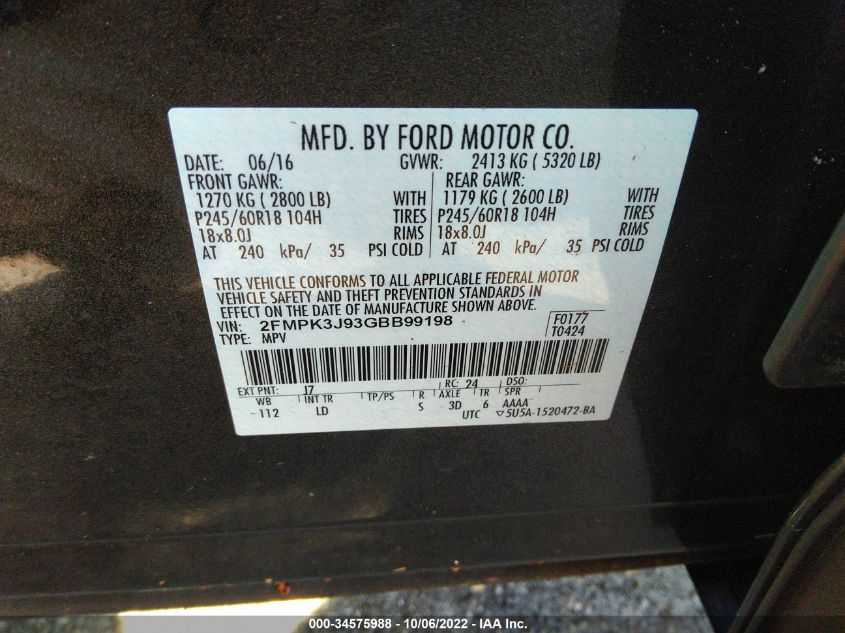 MFD. BY FORD MOTOR CO.
DATE: 06/16 GVWR: 2413 KG ( 5320 LB)
FRONT GAWR: REAR GAWR:
1270 KG ( 2800 LB) WITH 1179 KG ( 2600 LB) WITH
P245/60R18 104H TIRES P245/60R18 104H TIRES
18x8.0J RIMS 18x8.0J RIMS
AT 240 kPa/ 35 PSI COLD AT 240 kPa/ 35 PSI COLD
THIS VEHICLE CONFORMS TO ALL APPLICABLE FEDERAL MOTOR
VEHICLE SAFETY AND THEFT PREVENTION STANDARDS IN
EFFECT ON THE DATE OF MANUFACTURE SHOWN ABOVE.
VIN: 2FMPK3J93GBB99198 F0177
TYPE: MPV T0424
EXT PNT: J7 RC: 24 DSO:
WB INT TR TP/PS R AXLE TR SPR
112 LD S 3D 6 AAAA
UTC ▽5U5A-1520472-BA
000-34575988 - 10/06/2022 - IAA Inc.